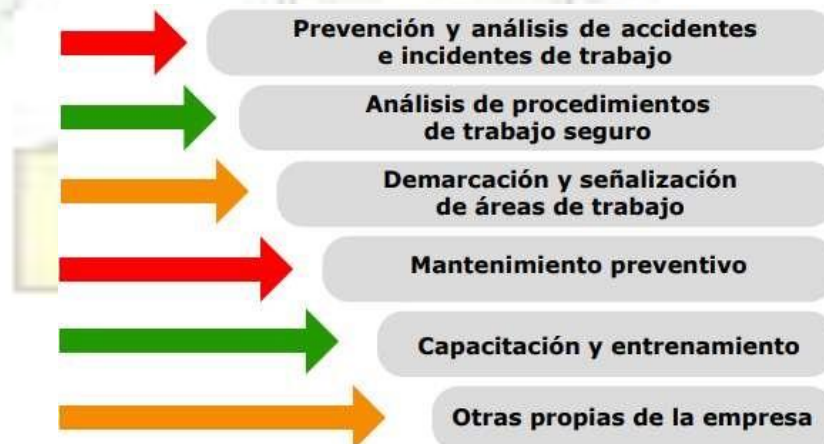 Prevención y análisis de accidentes
e incidentes de trabajo
Análisis de procedimientos
de trabajo seguro
Demarcación y señalización
de áreas de trabajo
Mantenimiento preventivo
Capacitación y entrenamiento
Otras propias de la empresa